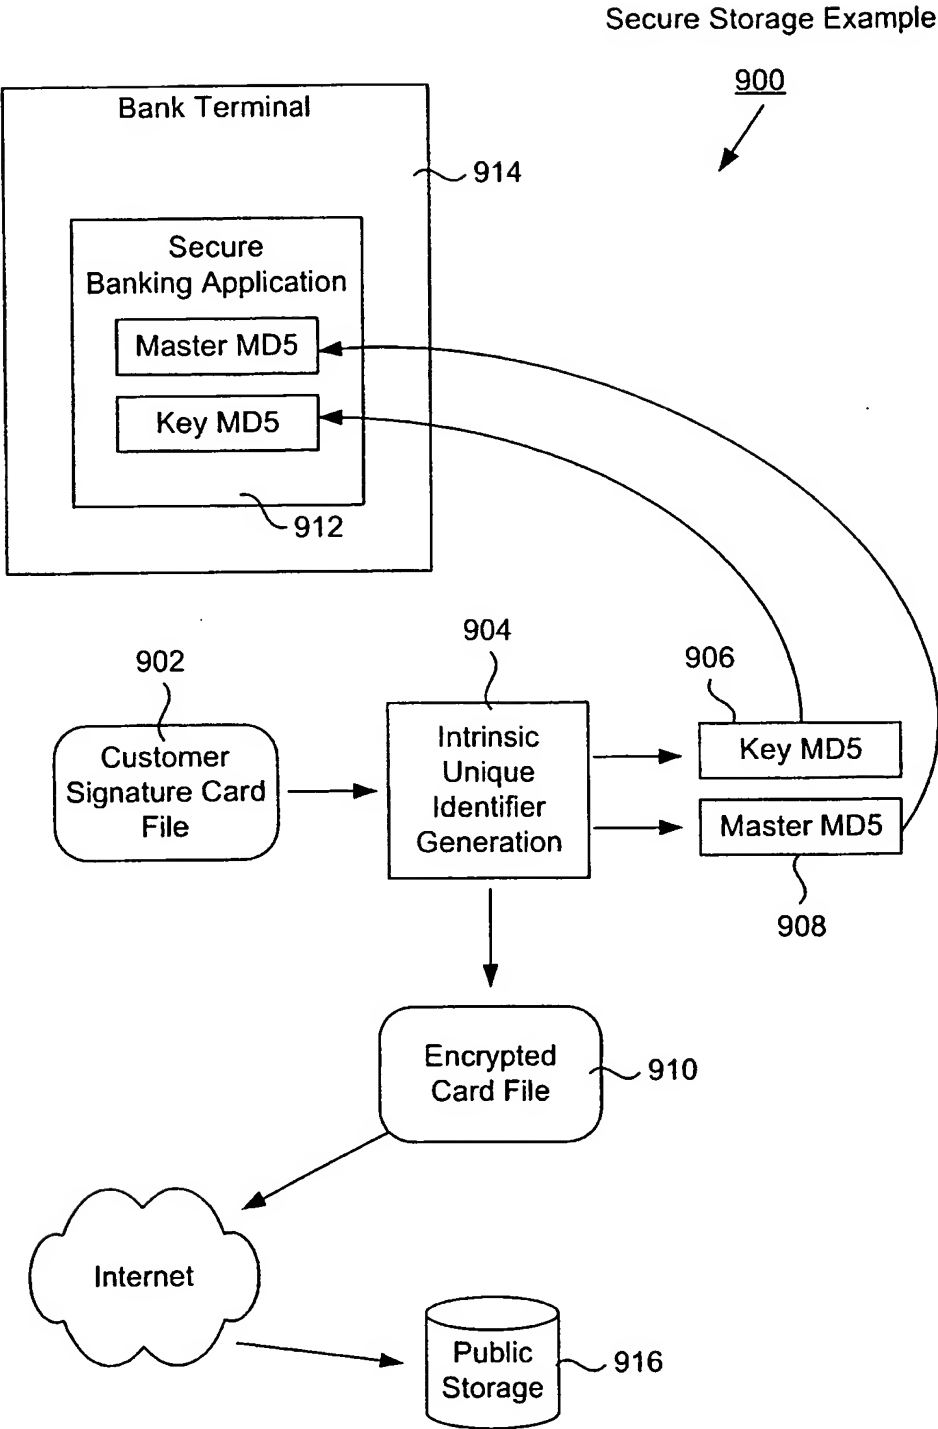 Secure Storage Example
900
Bank Terminal
914
Secure
Banking Application
Master MD5
Key MD5
912
904
902
906
Customer
Signature Card
File
Intrinsic
Unique
Identifier
Generation
Key MD5
Master MD5
908
Encrypted
Card File
910
Internet
Public
Storage
916